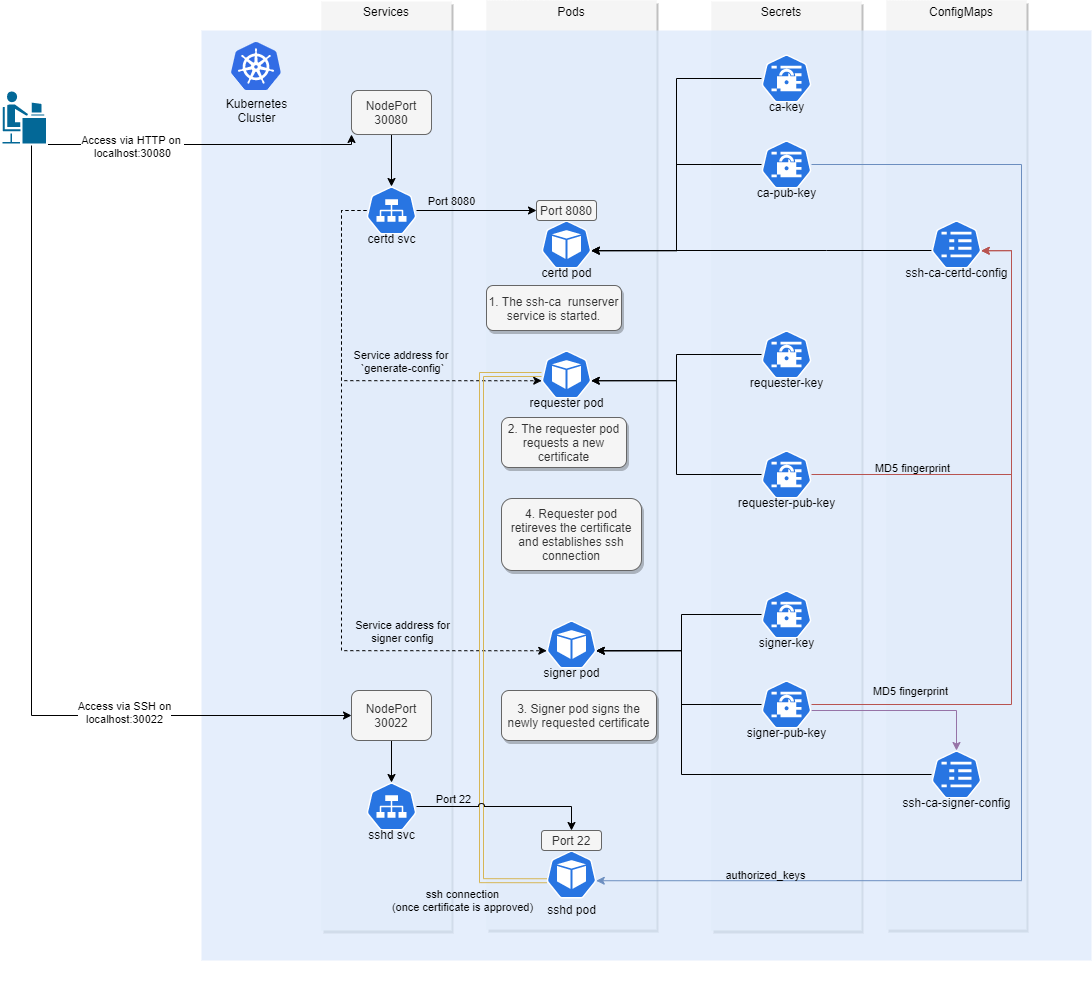 Services
Pods
Secrets
ConfigMaps
Kubernetes
Cluster
NodePort
30080
ca-key
Access via HTTP on
localhost:30080
ca-pub-key
Port 8080
Port 8080
certd svc
certd pod
ssh-ca-certd-config
1. The ssh-ca  runserver
service is started.
Service address for
`generate-config`
requester pod
requester-key
2. The requester pod
requests a new
certificate
MD5 fingerprint
requester-pub-key
4. Requester pod
retireves the certificate
and establishes ssh
connection
Service address for
signer config
signer pod
signer-key
MD5 fingerprint
Access via SSH on
localhost:30022
NodePort
30022
3. Signer pod signs the
newly requested certificate
signer-pub-key
Port 22
ssh-ca-signer-config
sshd svc
Port 22
authorized_keys
ssh connection
(once certificate is approved)
sshd pod